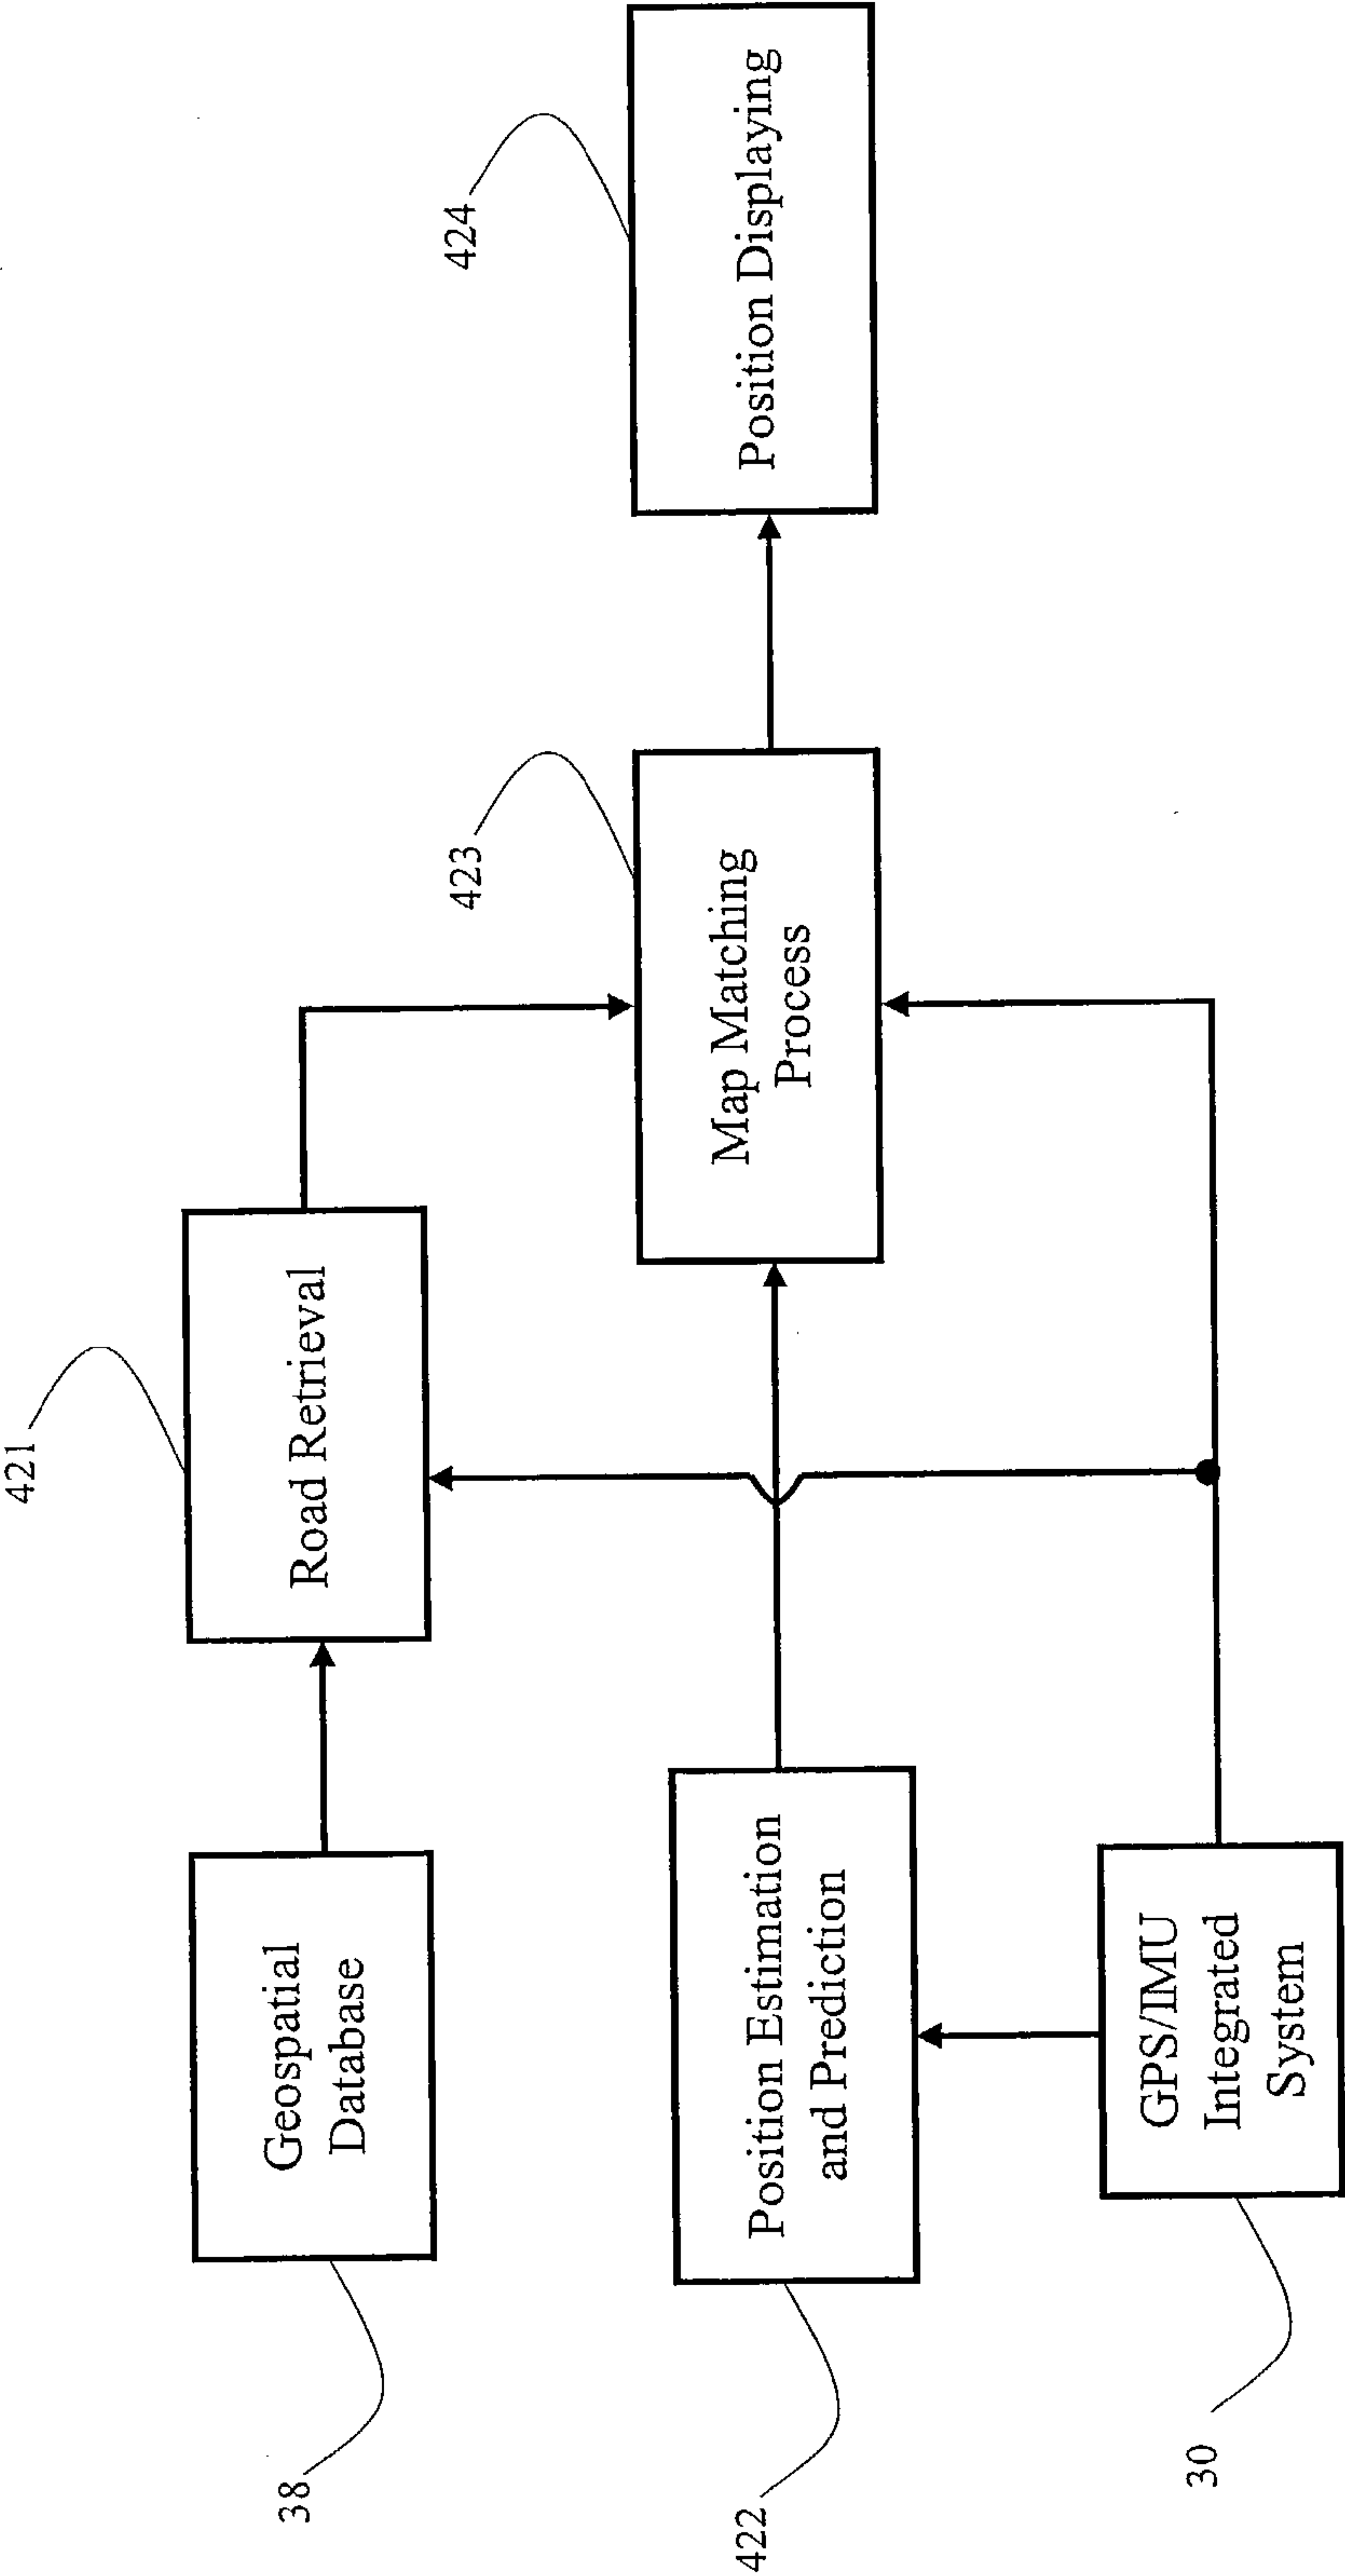 38
Geospatial
Database
421
Road Retrieval
422
Position Estimation
and Prediction
30
GPS/IMU
Integrated
System
423
Map Matching
Process
424
Position Displaying